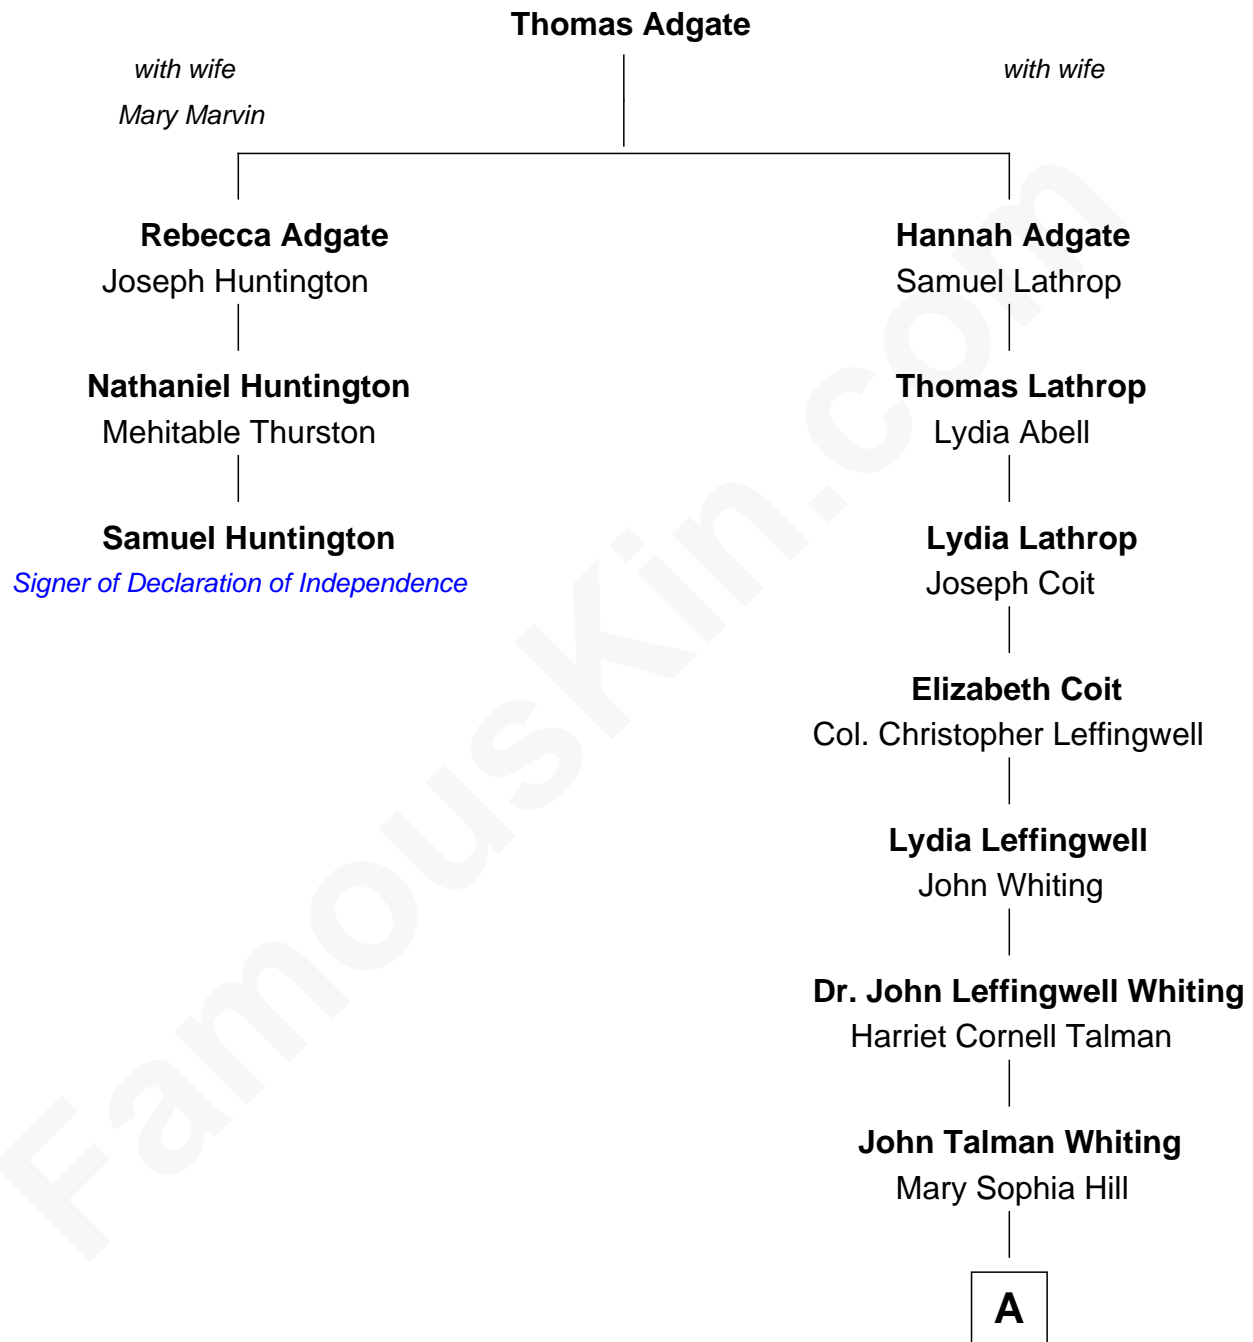 Thomas Adgate
with wife
Mary Marvin
with wife
Rebecca Adgate
Joseph Huntington
Nathaniel Huntington
Mehitable Thurston
Samuel Huntington
Signer of Declaration of Independence
Hannah Adgate
Samuel Lathrop
Thomas Lathrop
Lydia Abell
Lydia Lathrop
Joseph Coit
Elizabeth Coit
Col. Christopher Leffingwell
Lydia Leffingwell
John Whiting
Dr. John Leffingwell Whiting
Harriet Cornell Talman
John Talman Whiting
Mary Sophia Hill
A
FamousKin.com